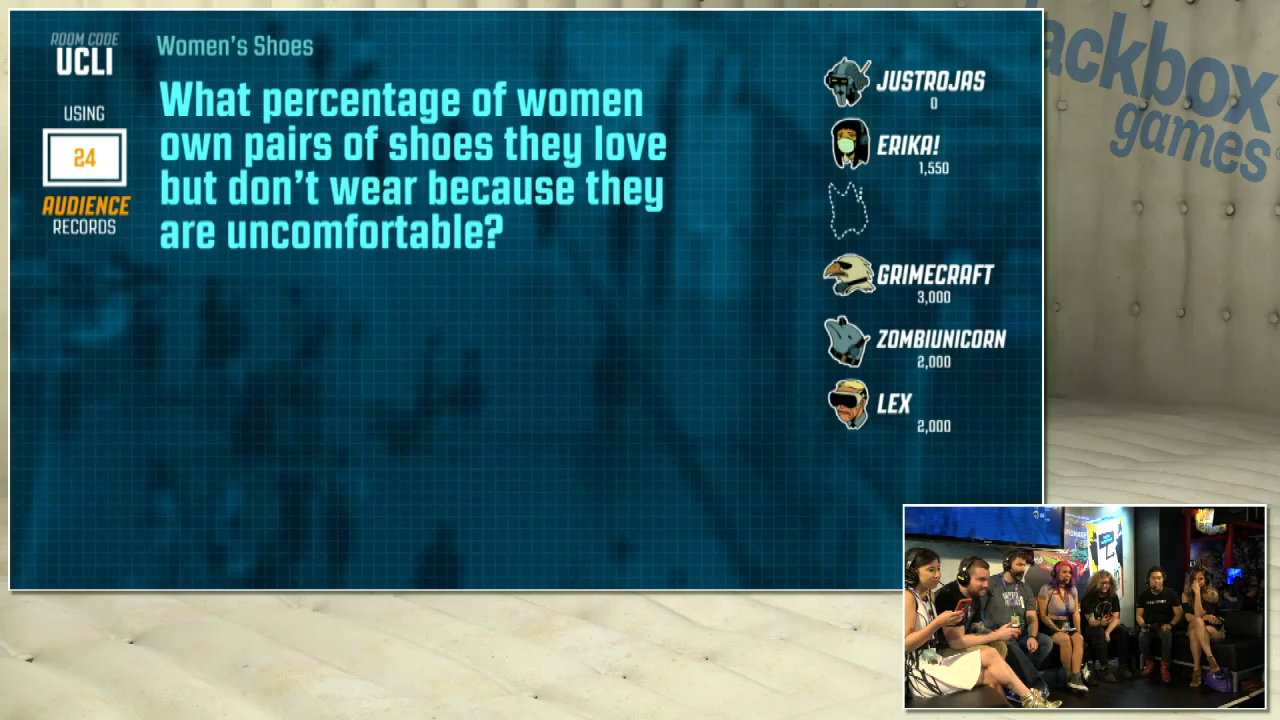 ROOM CODE
UCLI
USING
24
AUDIENCE
RECORDS
Women's Shoes
What percentage of women
own pairs of shoes they love
but don't wear because they
are uncomfortable?
JUSTROJAS
0
ERIKA!
1,550
GRIMECRAFT
3,000
ZOMBIUNICORN
2,000
LEX
2,000
ackbox
games